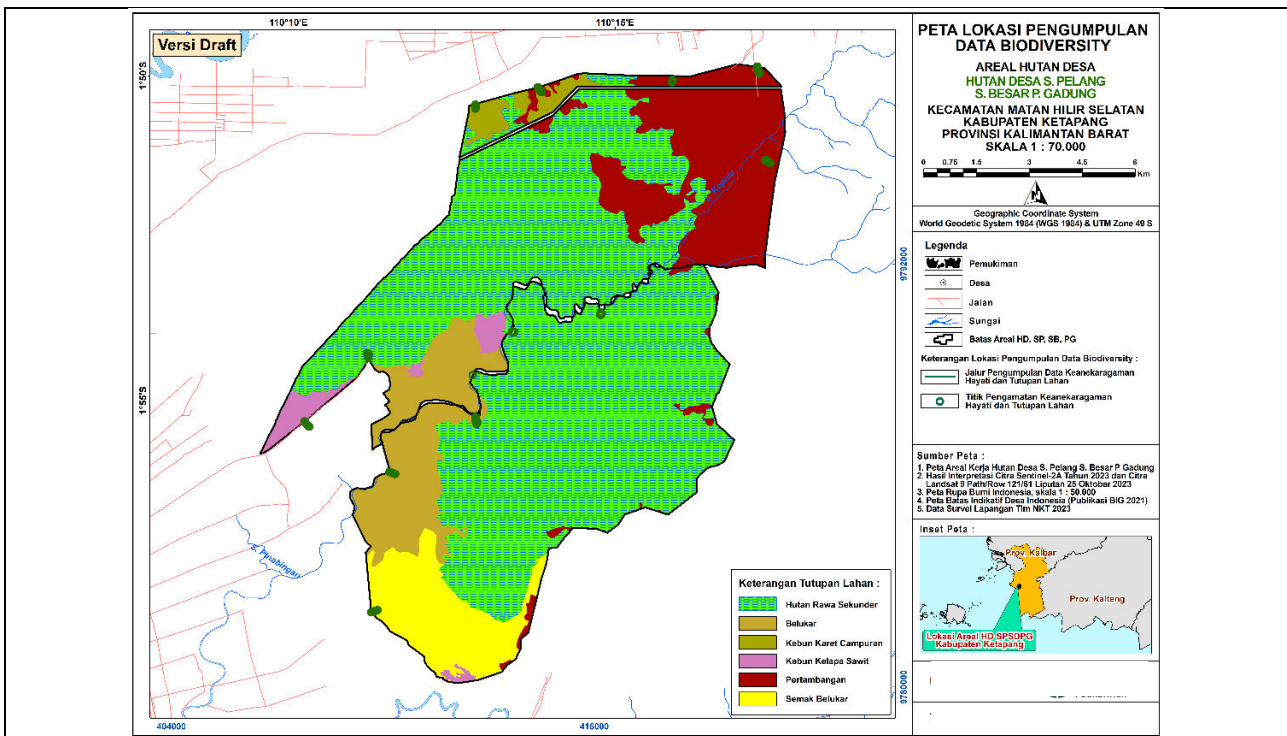 110°10'E
110°15'E
Versi Draft
1°50'S
1°55'S
9792000
9780000
404000
416000
S. Pinabingan
PETA LOKASI PENGUMPULAN
DATA BIODIVERSITY
AREAL HUTAN DESA
HUTAN DESA S. PELANG
S. BESAR P. GADUNG
KECAMATAN MATAN HILIR SELATAN
KABUPATEN KETAPANG
PROVINSI KALIMANTAN BARAT
SKALA 1 : 70.000
0 0.75 1.5 3 4.5 6
Km
N
Geographic Coordinate System
World Geodetic System 1984 (WGS 1984) & UTM Zone 49 S
Legenda
Pemukiman
Desa
Jalan
Sungai
Batas Areal HD. SP, SB, PG
Keterangan Lokasi Pengumpulan Data Biodiversity :
Jalur Pengumpulan Data Keanekaragaman
Hayati dan Tutupan Lahan
Titik Pengamatan Keanekaragaman
Hayati dan Tutupan Lahan
Sumber Peta :
1. Peta Areal Kerja Hutan Desa S. Pelang S. Besar P Gadung
2. Hasil Interpretasi Citra Sentinel-2A Tahun 2023 dan Citra
Landsat 9 Path/Row 121/61 Liputan 25 Oktober 2023
3. Peta Rupa Bumi Indonesia, skala 1 : 50.000
4. Peta Batas Indikatif Desa Indonesia (Publikasi BIG 2021)
5. Data Survei Lapangan Tim NKT 2023
Inset Peta :
Prov. Kalbar
Prov. Kalteng
Lokasi Areal HD.SPSDPG
Kabupaten Ketapang
Keterangan Tutupan Lahan :
Hutan Rawa Sekunder
Belukar
Kebun Karet Campuran
Kebun Kelapa Sawit
Pertambangan
Semak Belukar